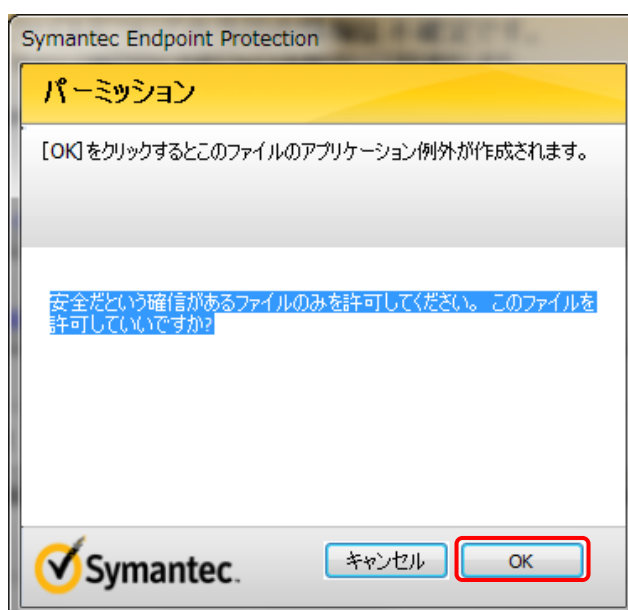 Symantec Endpoint Protection
パーミッション
[OK]をクリックするとこのファイルのアプリケーション例外が作成されます。
安全だという確信があるファイルのみを許可してください。 このファイルを
許可していいですか?
Symantec.
キャンセル
OK